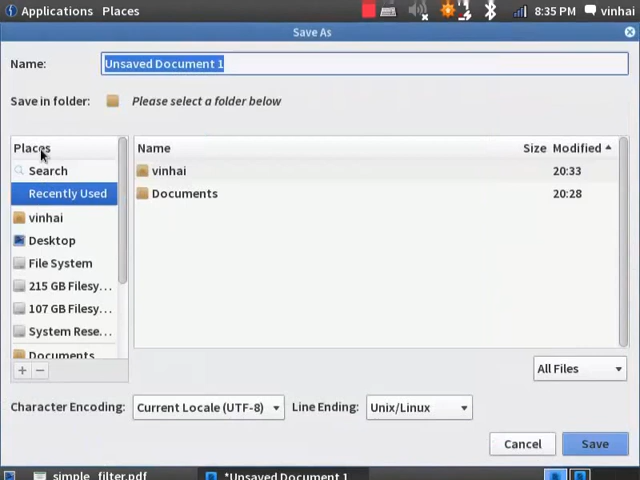 Applications Places 8:35 PM vinhai
Save As
Name: Unsaved Document 1
Save in folder: Please select a folder below
Places Name Size Modified
Search vinhai 20:33
Recently Used Documents 20:28
vinhai
Desktop
File System
215 GB Filesy...
107 GB Filesy...
System Rese...
Documents
All Files
Character Encoding: Current Locale (UTF-8) Line Ending: Unix/Linux
Cancel Save
simple_filter.pdf *Unsaved Document 1